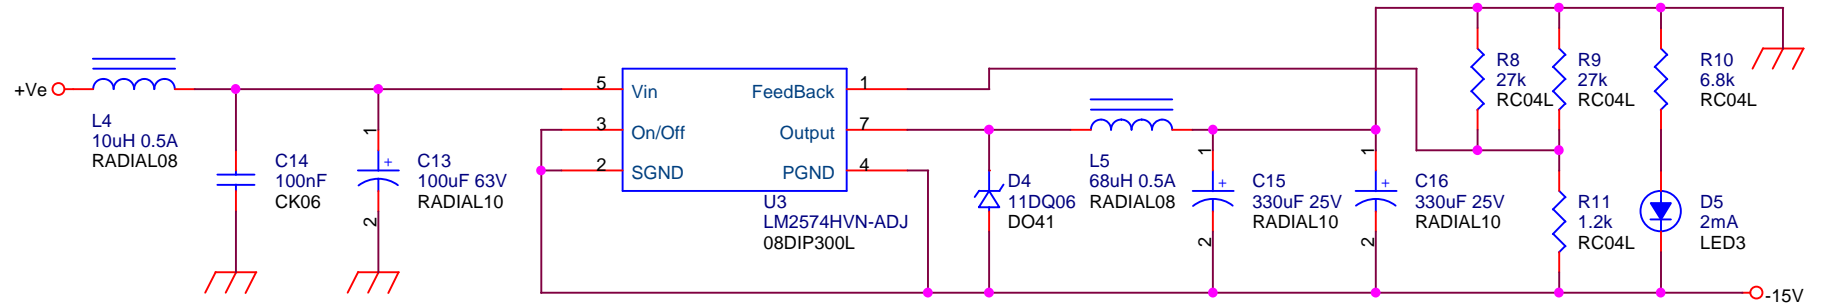 +Ve
L4
10uH 0.5A
RADIAL08
C14
100nF
CK06
1
+
2
C13
100uF 63V
RADIAL10
5
3
2
Vin
On/Off
SGND
FeedBack
Output
PGND
1
7
4
U3
LM2574HVN-ADJ
08DIP300L
D4
11DQ06
DO41
L5
68uH 0.5A
RADIAL08
1
+
2
C15
330uF 25V
RADIAL10
1
+
2
C16
330uF 25V
RADIAL10
R8
27k
RC04L
R9
27k
RC04L
R10
6.8k
RC04L
R11
1.2k
RC04L
D5
2mA
LED3
-15V